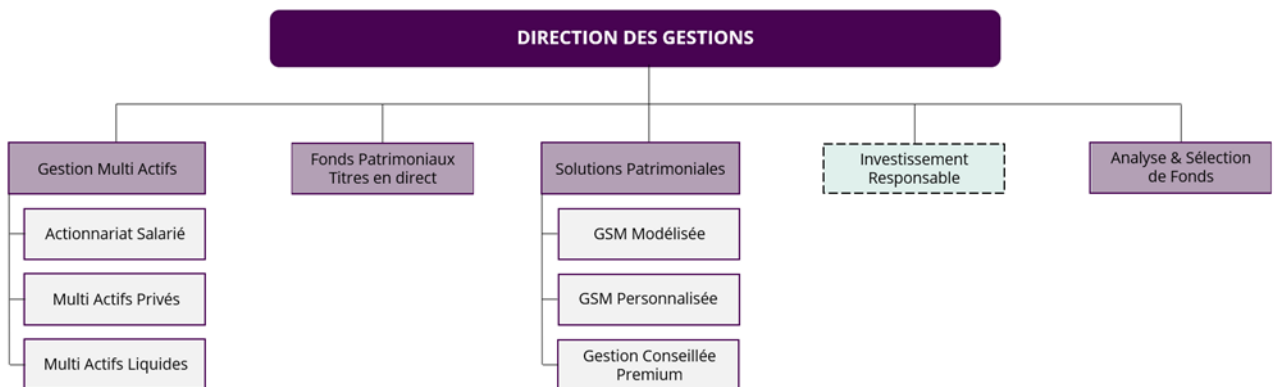 DIRECTION DES GESTIONS
Gestion Multi Actifs
Fonds Patrimoniaux
Titres en direct
Solutions Patrimoniales
Investissement
Responsable
Analyse & Sélection
de Fonds
Actionnariat Salarié
GSM Modélisée
Multi Actifs Privés
GSM Personnalisée
Multi Actifs Liquides
Gestion Conseillée
Premium